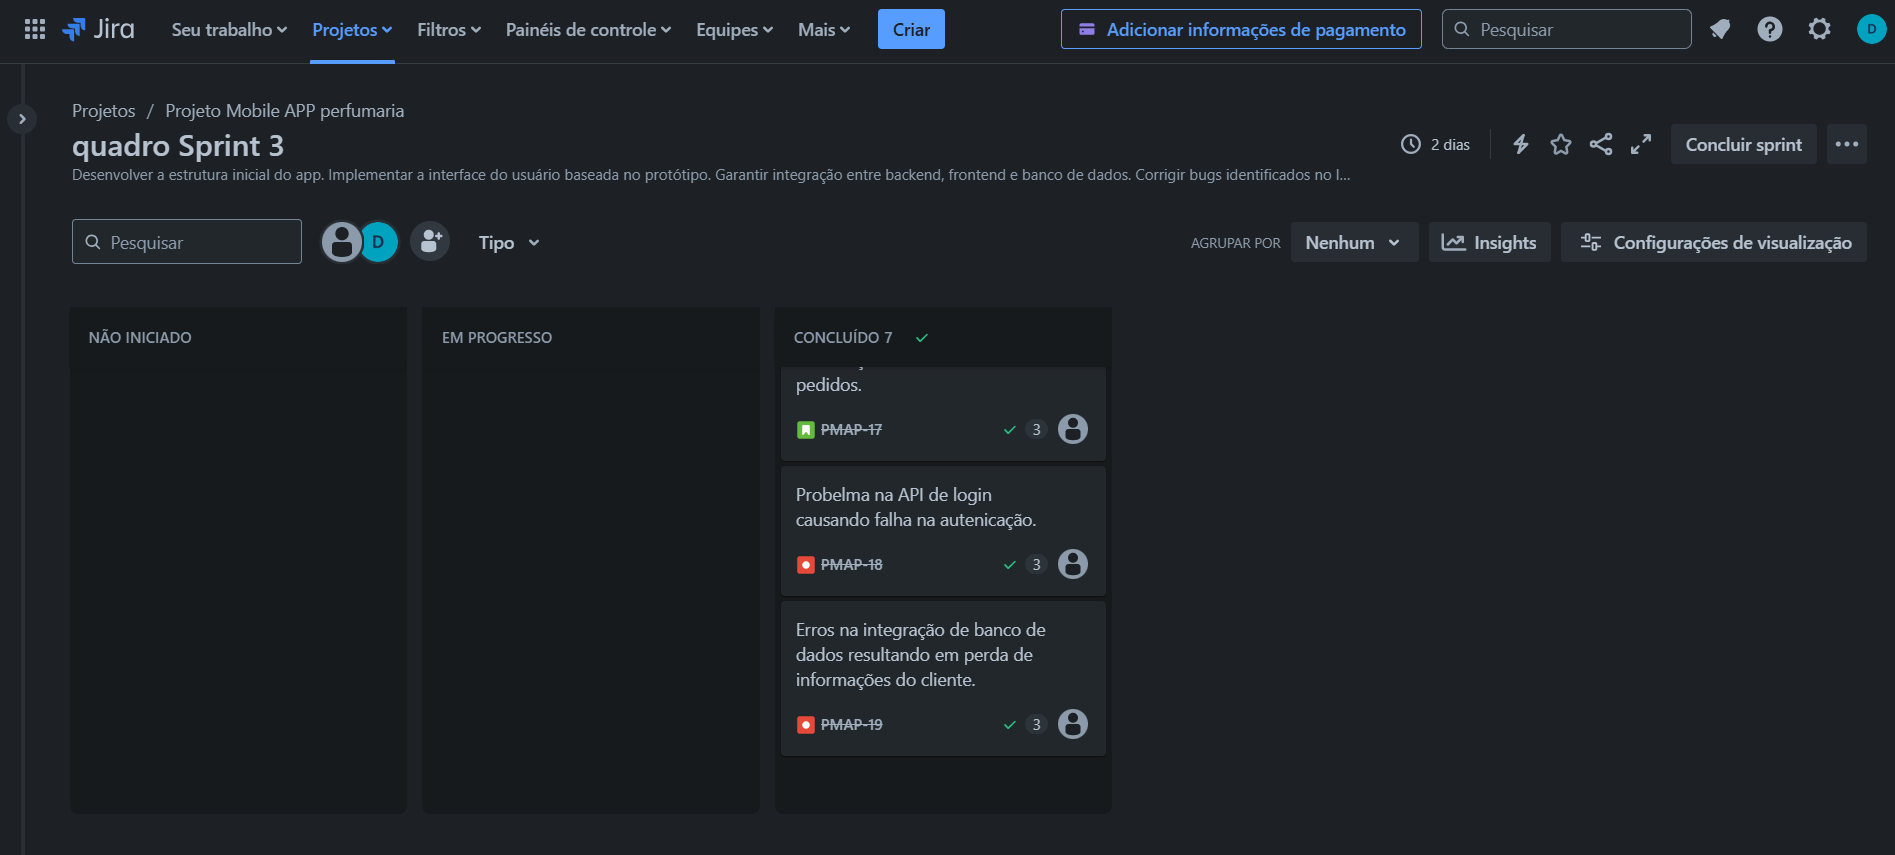 Jira
Seu trabalho
Projetos
Filtros
Painéis de controle
Equipes
Mais
Criar
Adicionar informações de pagamento
Pesquisar
D
Projetos / Projeto Mobile APP perfumaria
quadro Sprint 3
2 dias
Concluir sprint
Desenvolver a estrutura inicial do app. Implementar a interface do usuário baseada no protótipo. Garantir integração entre backend, frontend e banco de dados. Corrigir bugs identificados no l...
Pesquisar
D
Tipo
AGRUPAR POR
Nenhum
Insights
Configurações de visualização
NÃO INICIADO
EM PROGRESSO
CONCLUÍDO 7
pedidos.
PMAP-17
3
Probelma na API de login
causando falha na autenicação.
PMAP-18
3
Erros na integração de banco de
dados resultando em perda de
informações do cliente.
PMAP-19
3